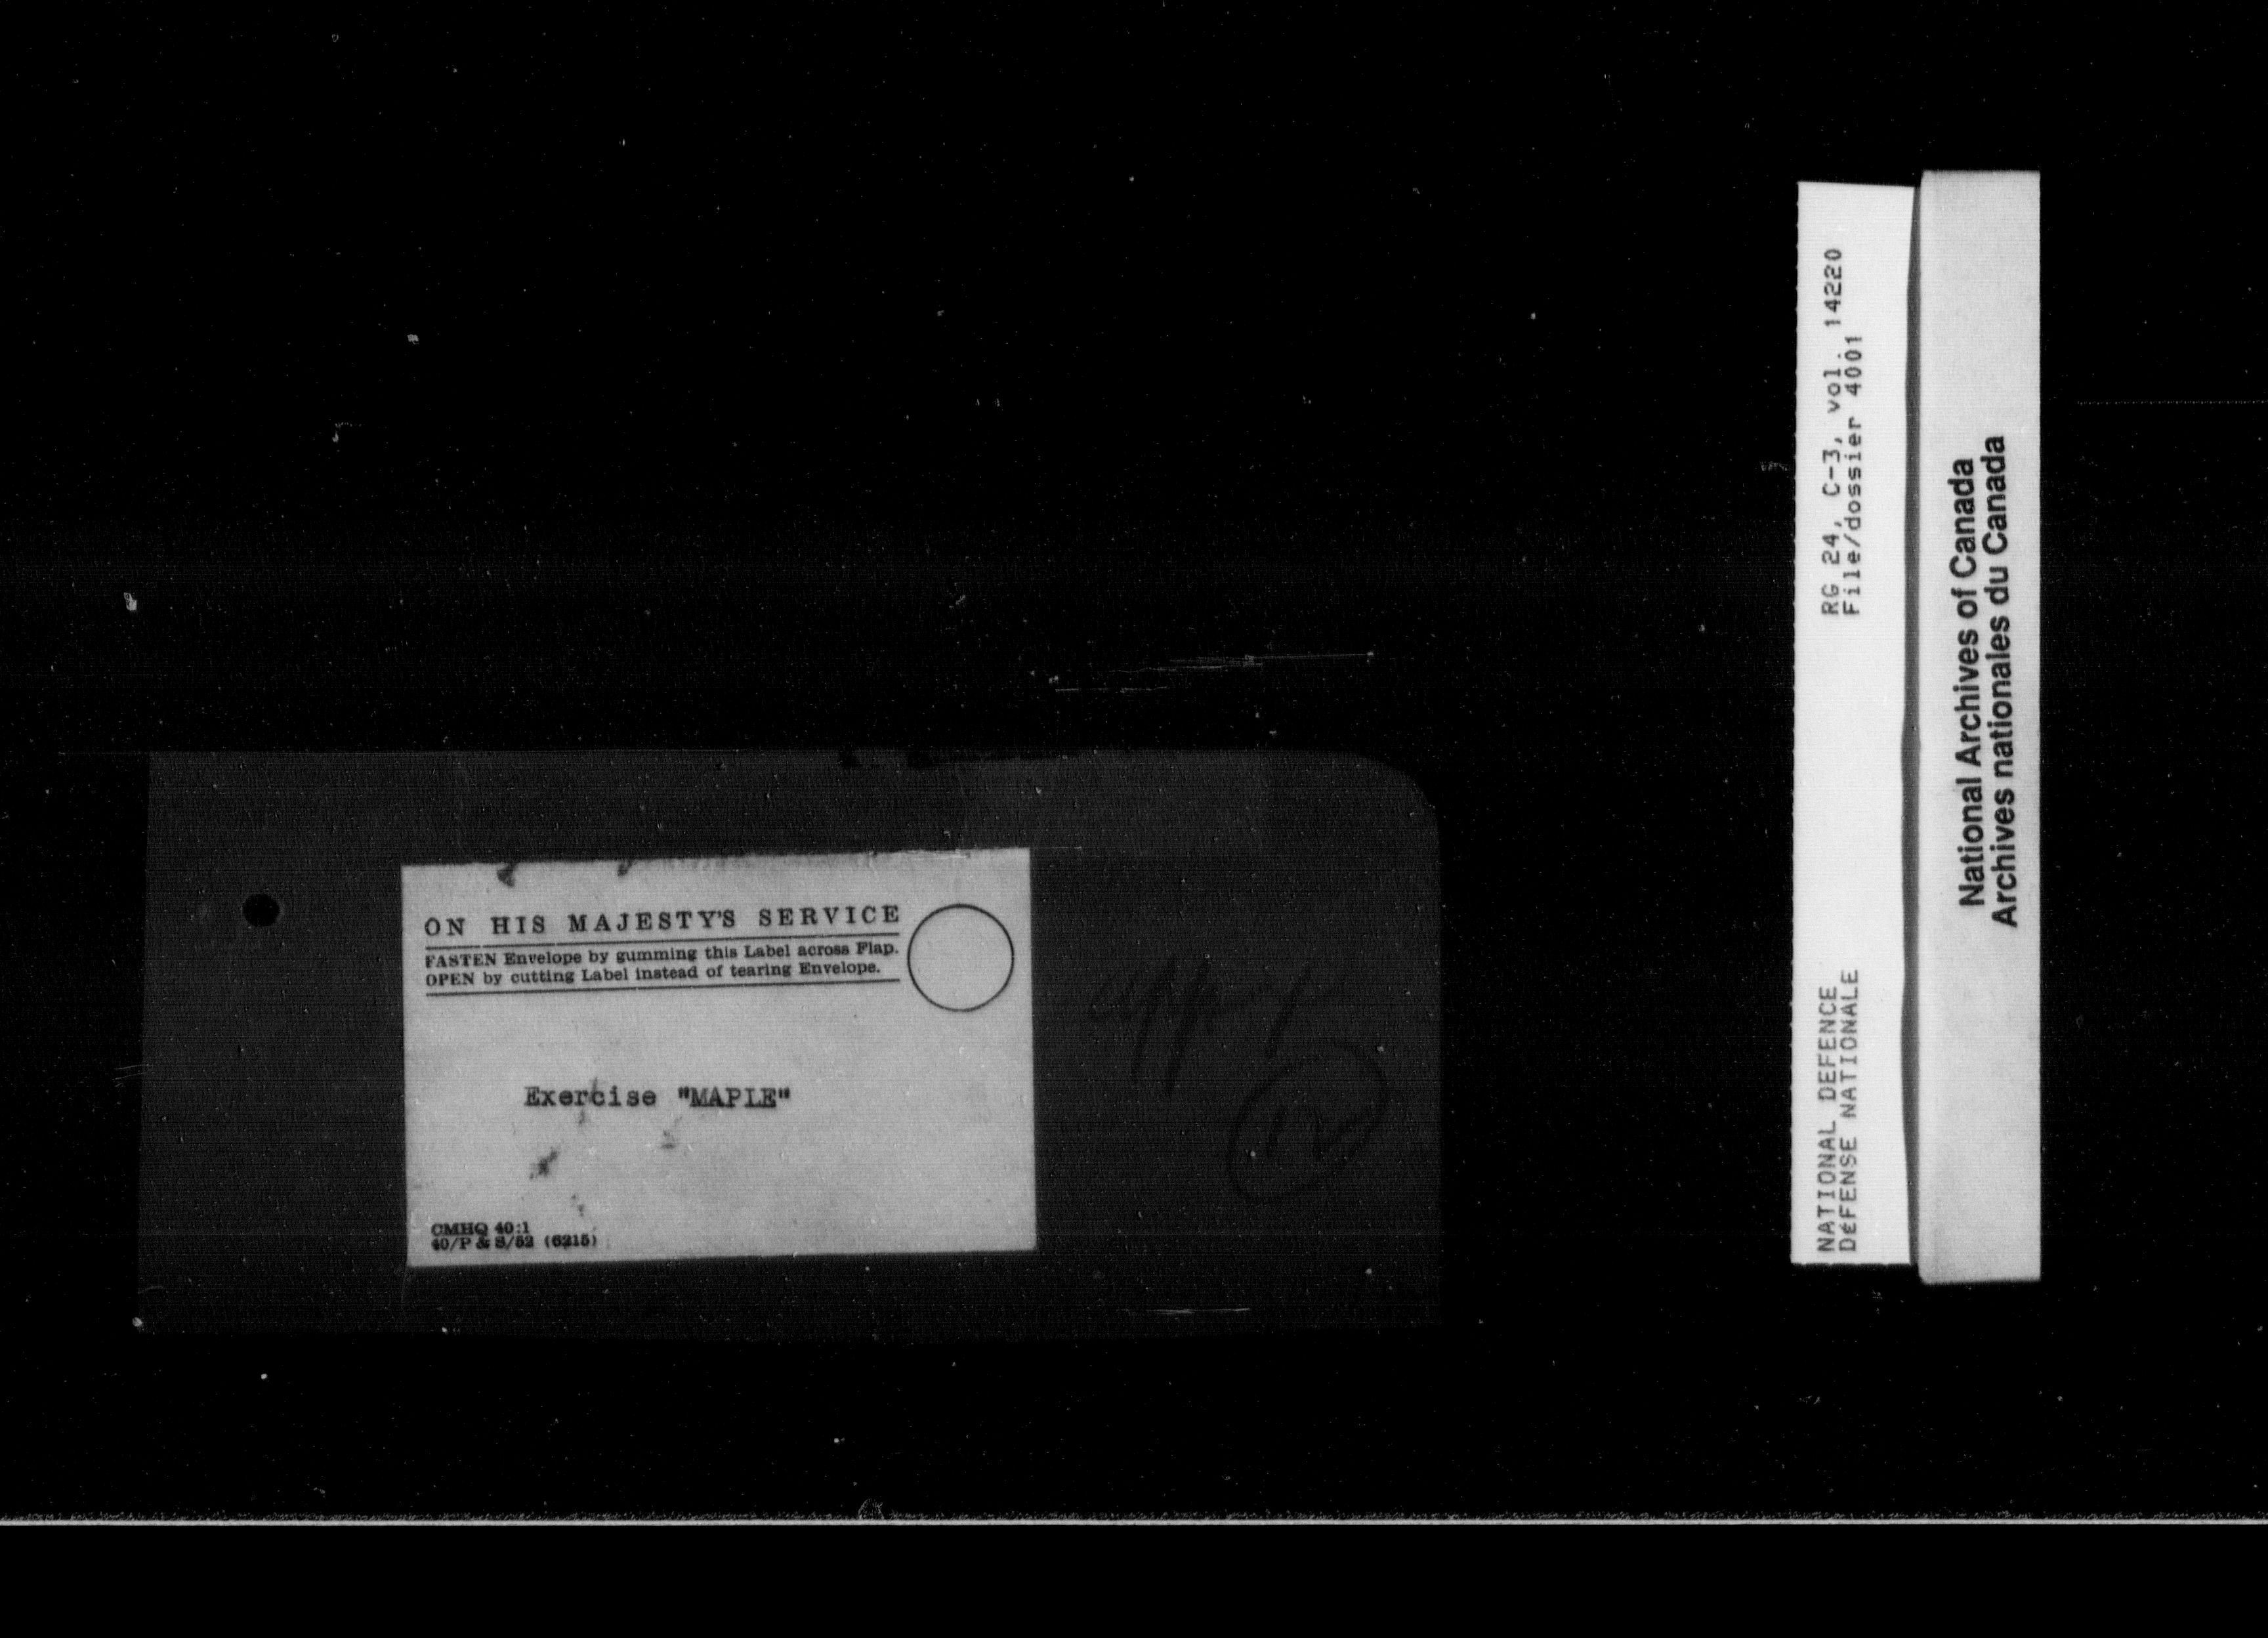 ON HIS MAJESTY'S SERVICE
FASTEN Envelope by gumming this Label across Flap.
OPEN by cutting Label instead of tearing Envelope.
Exercise "MAPLE"
CMHQ 40:1
40/P & S/52 (6215)
NATIONAL DEFENCE RG 24, C-3, vol. 14220
DéFENSE NATIONALE File/dossier 4001
National Archives of Canada
Archives nationales du Canada